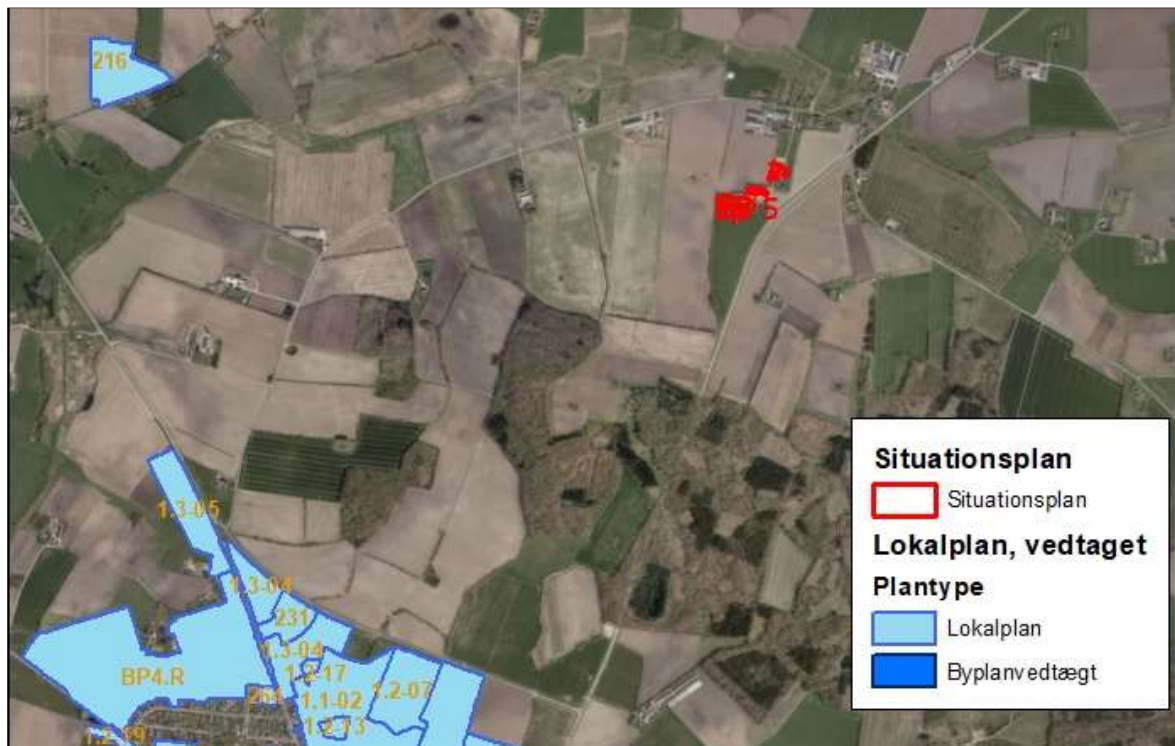 216
5
1.3-05
1.3-04
231
1.3-04
1.2-17
BP4.R
1.2-07
1.1-02
1.2-13
Situationsplan
Situationsplan
Lokalplan, vedtaget
Plantype
Lokalplan
Byplanvedtægt